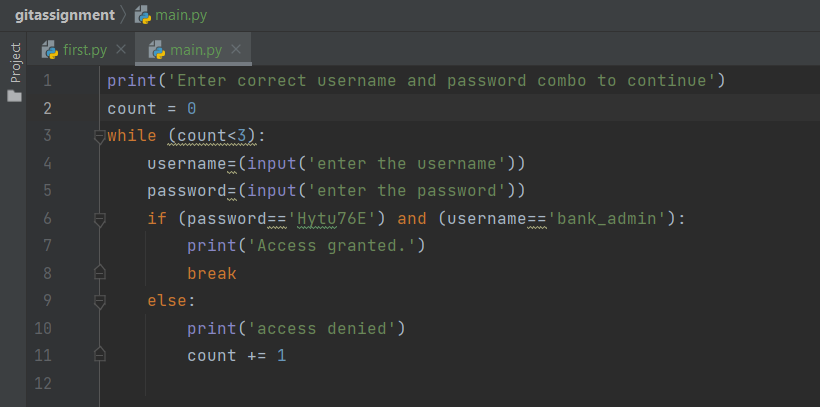 gitassignment main.py
Project
first.py main.py
1 print('Enter correct username and password combo to continue')
2 count = 0
3 while (count<3):
4     username=(input('enter the username'))
5     password=(input('enter the password'))
6     if (password=='Hytu76E') and (username=='bank_admin'):
7         print('Access granted.')
8         break
9     else:
10         print('access denied')
11         count += 1
12